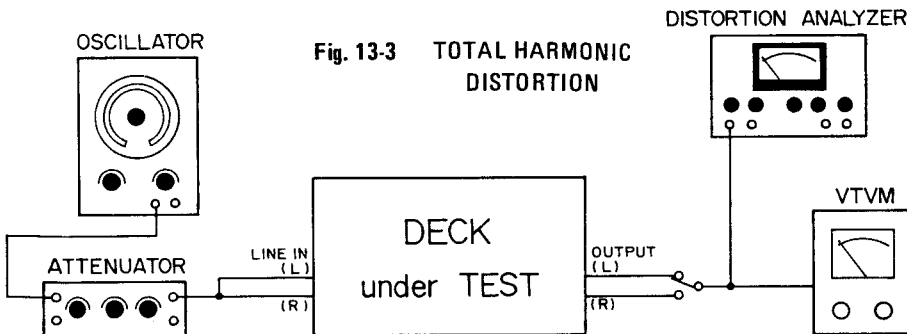 DISTORTION ANALYZER
OSCILLATOR
Fig. 13-3 TOTAL HARMONIC
DISTORTION
VTVM
ATTENUATOR
LINE IN
(L)
(R)
DECK
under TEST
OUTPUT
(L)
(R)